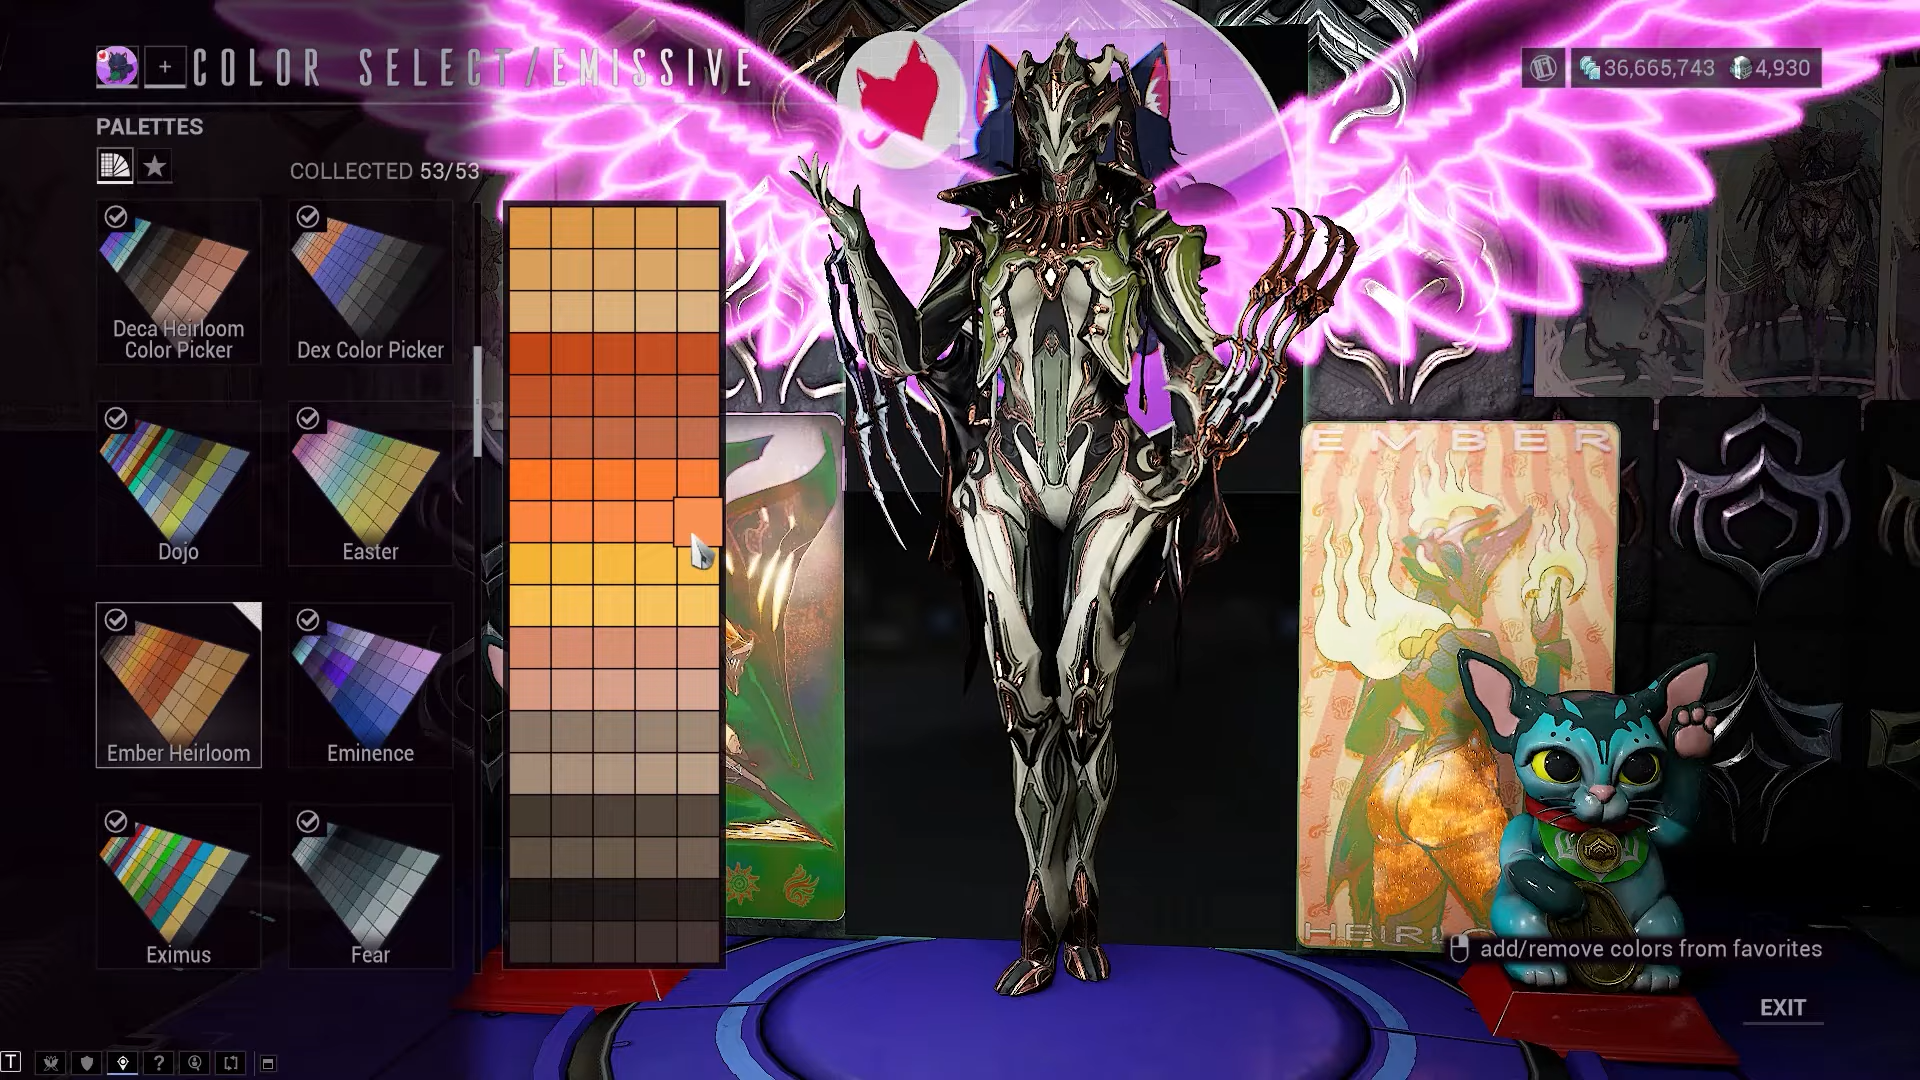 COLOR SELECT/EMISSIVE
36,665,743
4,930
PALETTES
COLLECTED 53/53
Deca Heirloom
Color Picker
Dex Color Picker
Dojo
Easter
Ember Heirloom
Eminence
Eximus
Fear
EMBER
add/remove colors from favorites
EXIT
T
?